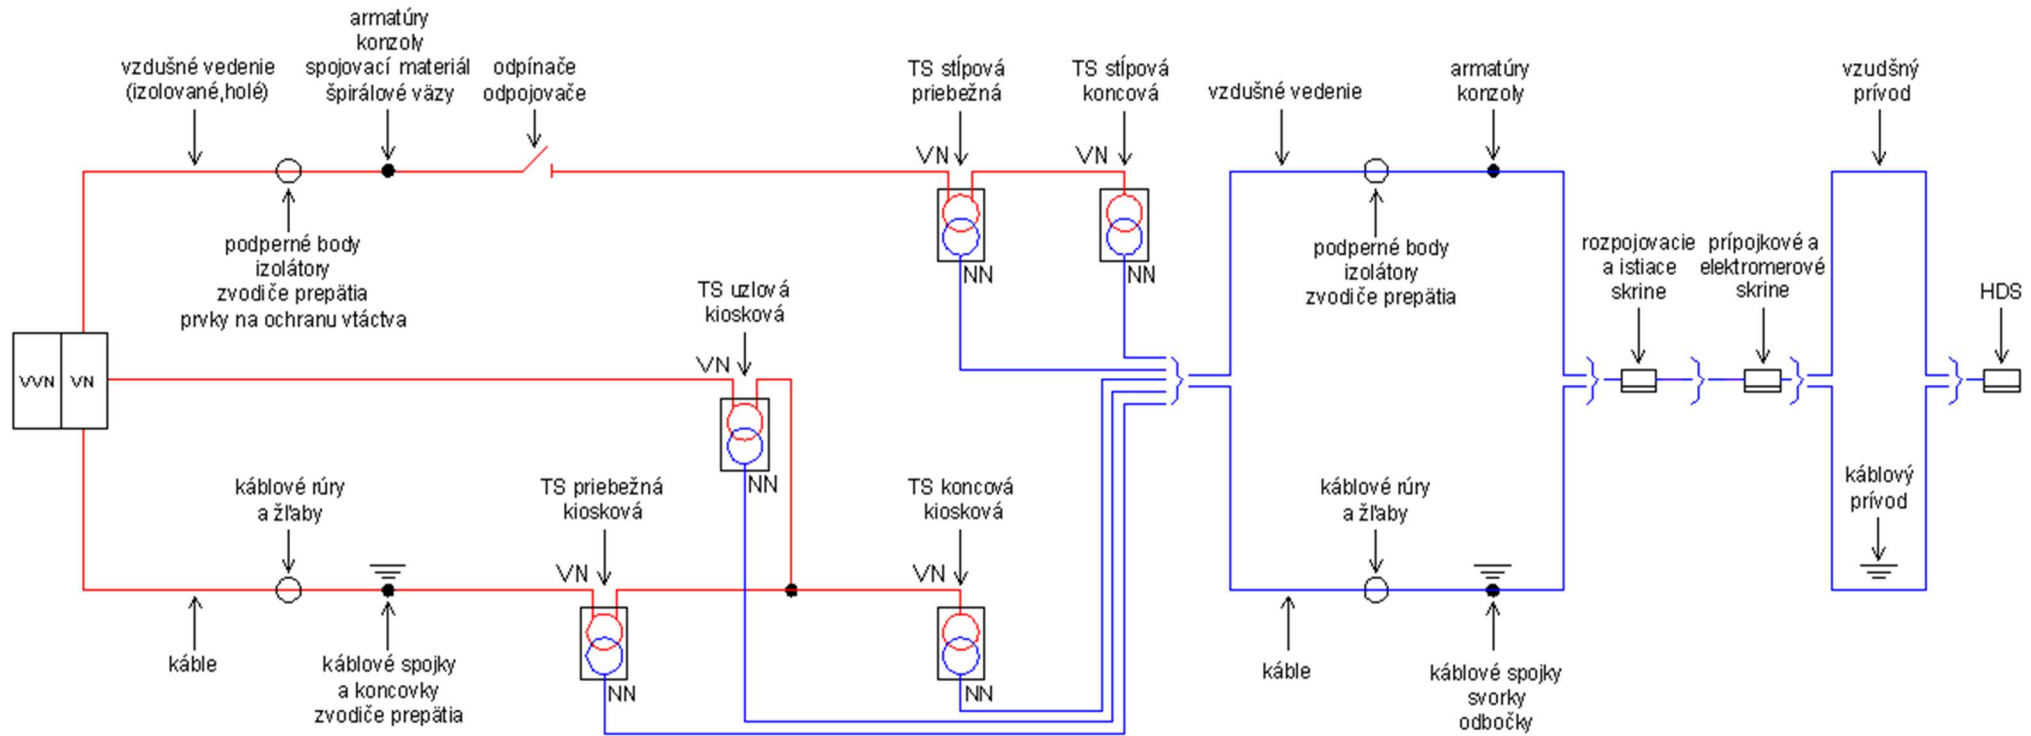 armatúry
konzoly
spojovací materiál
špirálové väzy
vzdušné vedenie
(izolované,holé)
odpínače
odpojovače
TS stĺpová
priebežná
TS stĺpová
koncová
vzdušné vedenie
armatúry
konzoly
vzudšný
prívod
VN
VN
podperné body
izolátory
zvodiče prepätia
prvky na ochranu vtáctva
NN
NN
podperné body
izolátory
zvodiče prepätia
rozpojovacie
a istiace
skrine
prípojkové a
elektromerové
skrine
HDS
TS uzlová
kiosková
VN
VVN
VN
NN
káblové rúry
a žľaby
TS priebežná
kiosková
TS koncová
kiosková
káblové rúry
a žľaby
káblový
prívod
VN
VN
káble
káblové spojky
a koncovky
zvodiče prepätia
NN
NN
káble
káblové spojky
svorky
odbočky